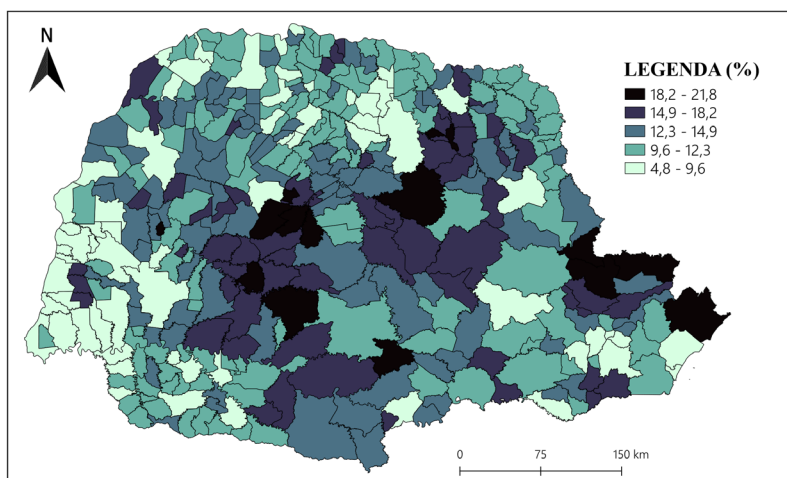 N
LEGENDA (%)
18,2 - 21,8
14,9 - 18,2
12,3 - 14,9
9,6 - 12,3
4,8 - 9,6
0 75 150 km